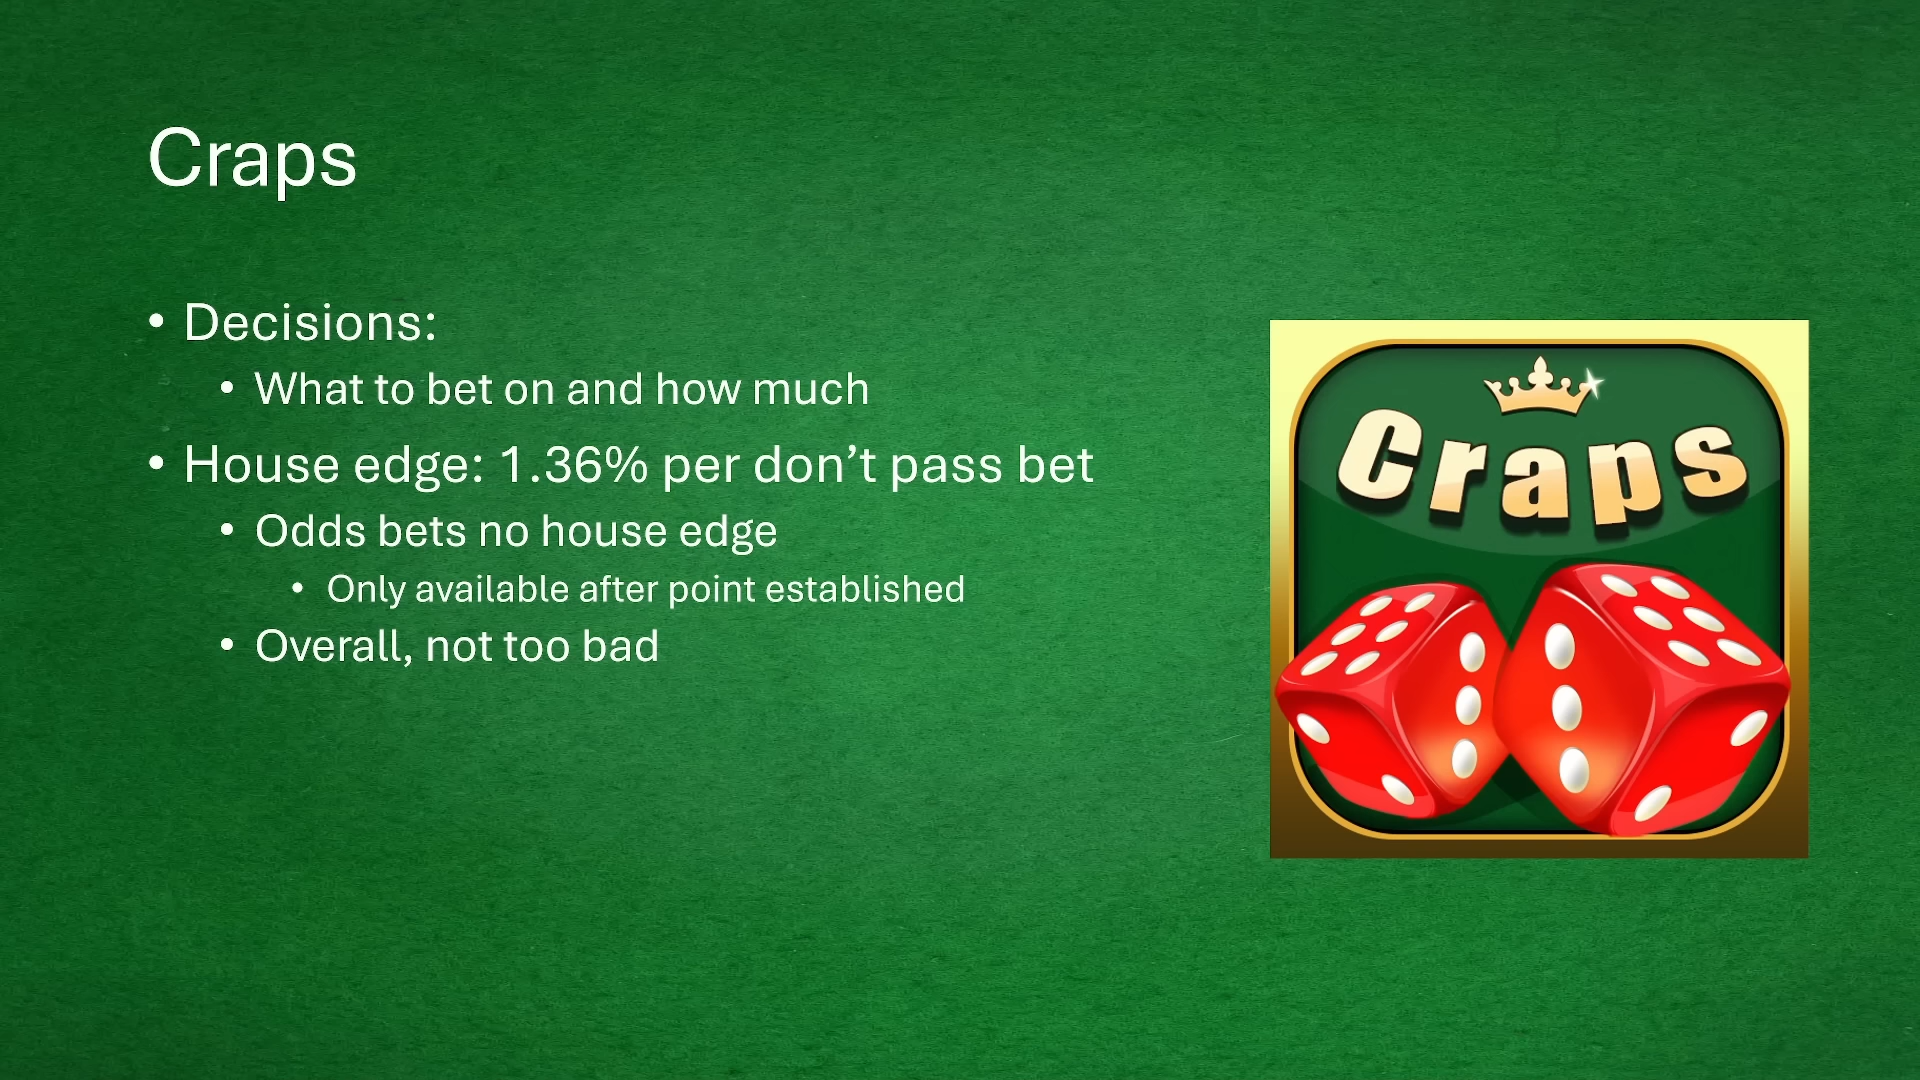 Craps
Decisions:
What to bet on and how much
House edge: 1.36% per don’t pass bet
Odds bets no house edge
Only available after point established
Overall, not too bad
Craps